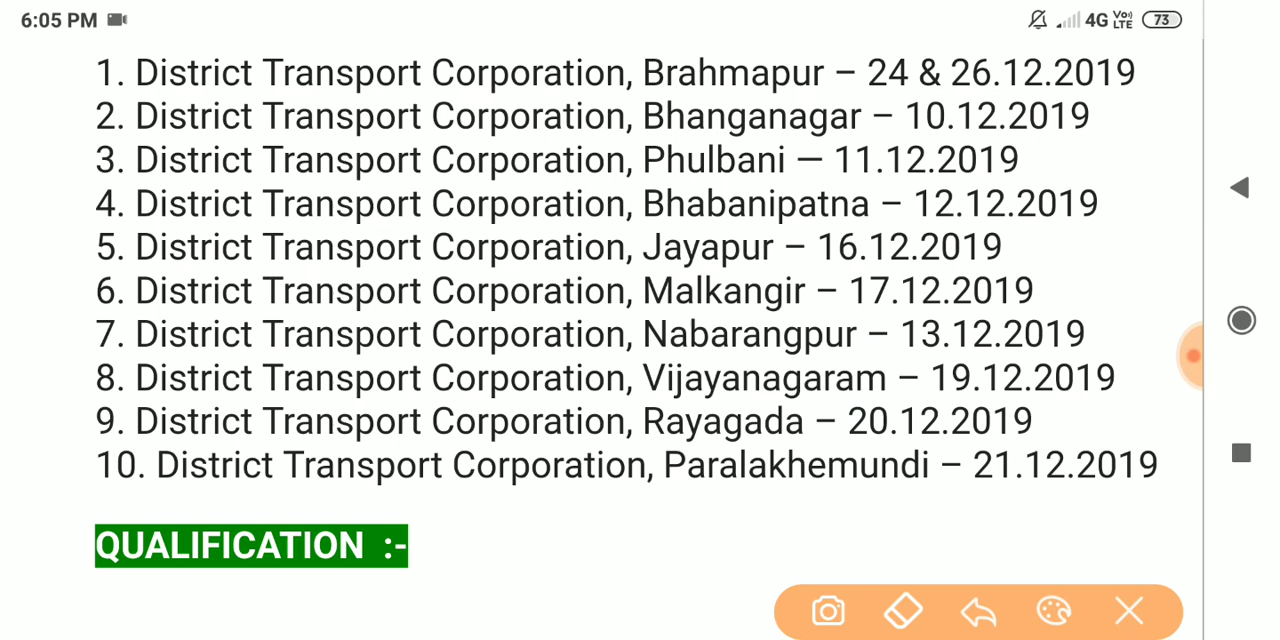 6:05 PM 4G Vo)) LTE 73
1. District Transport Corporation, Brahmapur – 24 & 26.12.2019
2. District Transport Corporation, Bhanganagar – 10.12.2019
3. District Transport Corporation, Phulbani — 11.12.2019
4. District Transport Corporation, Bhabanipatna – 12.12.2019
5. District Transport Corporation, Jayapur – 16.12.2019
6. District Transport Corporation, Malkangir – 17.12.2019
7. District Transport Corporation, Nabarangpur – 13.12.2019
8. District Transport Corporation, Vijayanagaram – 19.12.2019
9. District Transport Corporation, Rayagada – 20.12.2019
10. District Transport Corporation, Paralakhemundi – 21.12.2019
QUALIFICATION :-